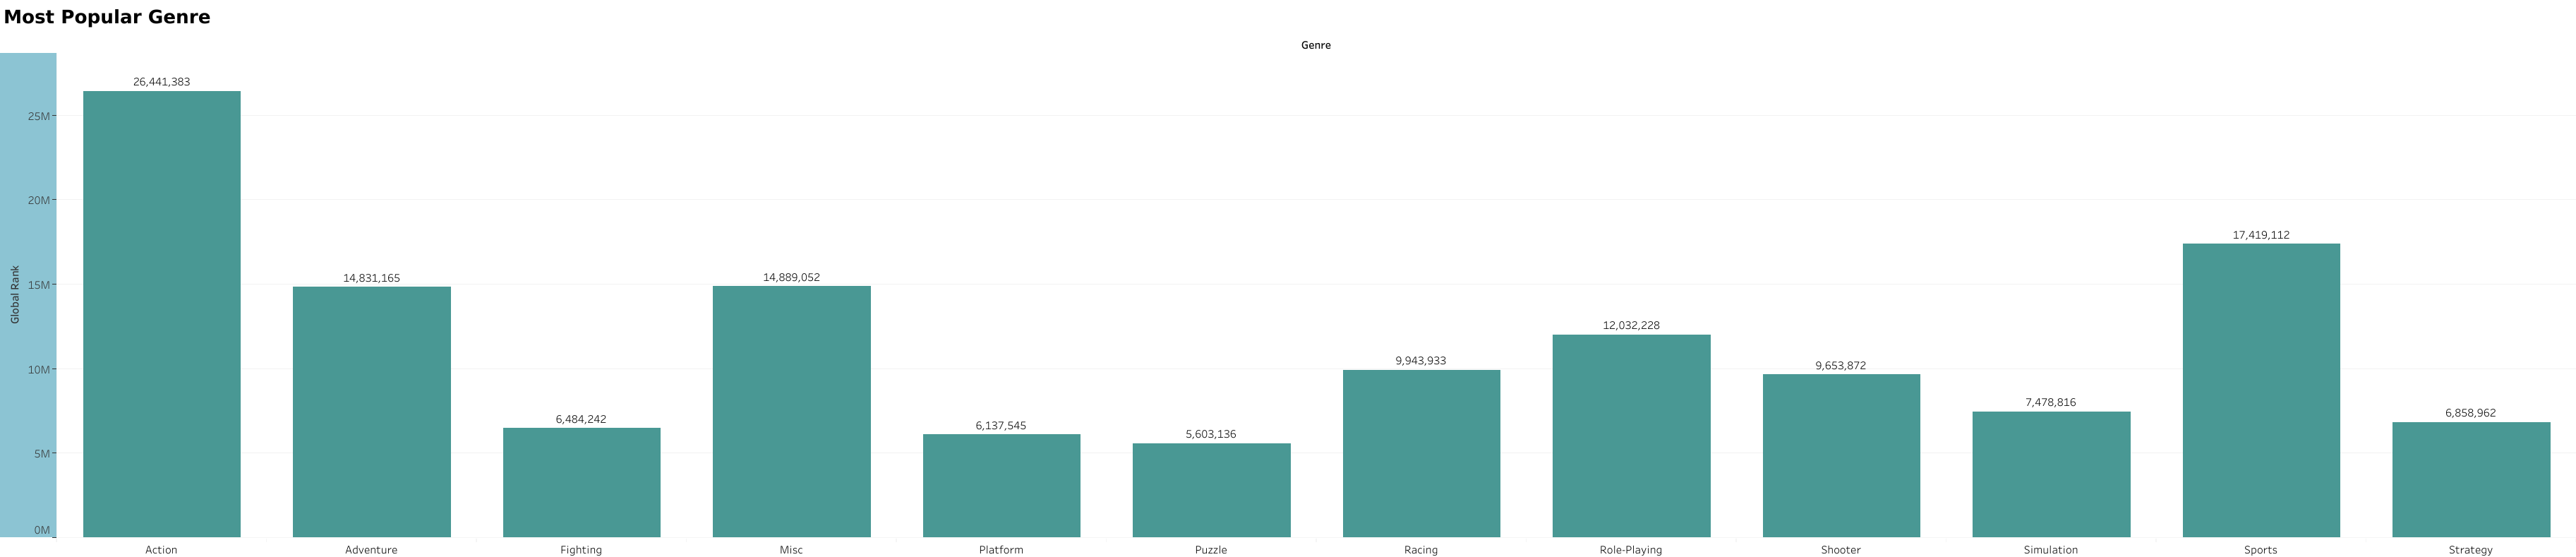 Most Popular Genre
Genre
Global Rank
25M
20M
15M
10M
5M
0M
26,441,383
14,831,165
6,484,242
14,889,052
6,137,545
5,603,136
9,943,933
12,032,228
9,653,872
7,478,816
17,419,112
6,858,962
Action
Adventure
Fighting
Misc
Platform
Puzzle
Racing
Role-Playing
Shooter
Simulation
Sports
Strategy